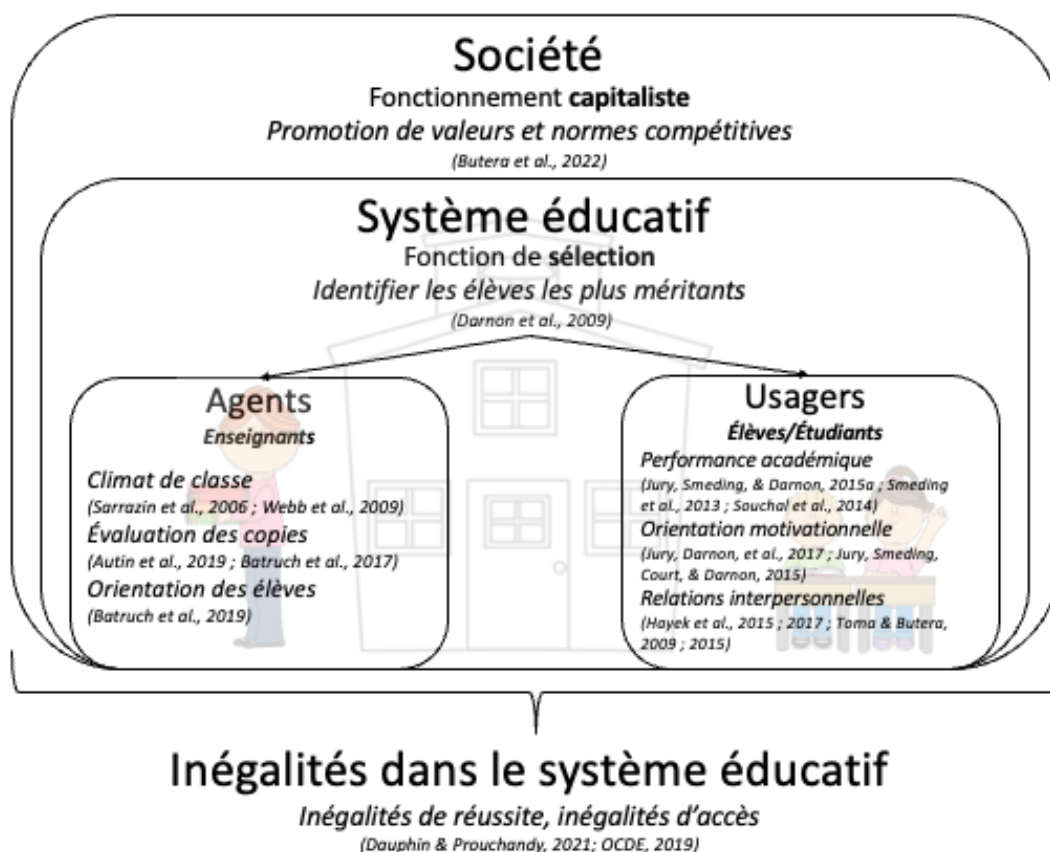 Société
Fonctionnement capitaliste
Promotion de valeurs et normes compétitives
(Butera et al., 2022)
Système éducatif
Fonction de sélection
Identifier les élèves les plus méritants
(Darnon et al., 2009)
Agents
Enseignants
Climat de classe
(Sarrazin et al., 2006 ; Webb et al., 2009)
Évaluation des copies
(Autin et al., 2019 ; Batruch et al., 2017)
Orientation des élèves
(Batruch et al., 2019)
Usagers
Élèves/Étudiants
Performance académique
(Jury, Smeding, & Darnon, 2015a ; Smeding
et al., 2013 ; Souchal et al., 2014)
Orientation motivationnelle
(Jury, Darnon, et al., 2017 ; Jury, Smeding,
Court, & Darnon, 2015)
Relations interpersonnelles
(Hayek et al., 2015 ; 2017 ; Toma & Butera,
2009 ; 2015)
Inégalités dans le système éducatif
Inégalités de réussite, inégalités d'accès
(Dauphin & Prouchandy, 2021; OCDE, 2019)